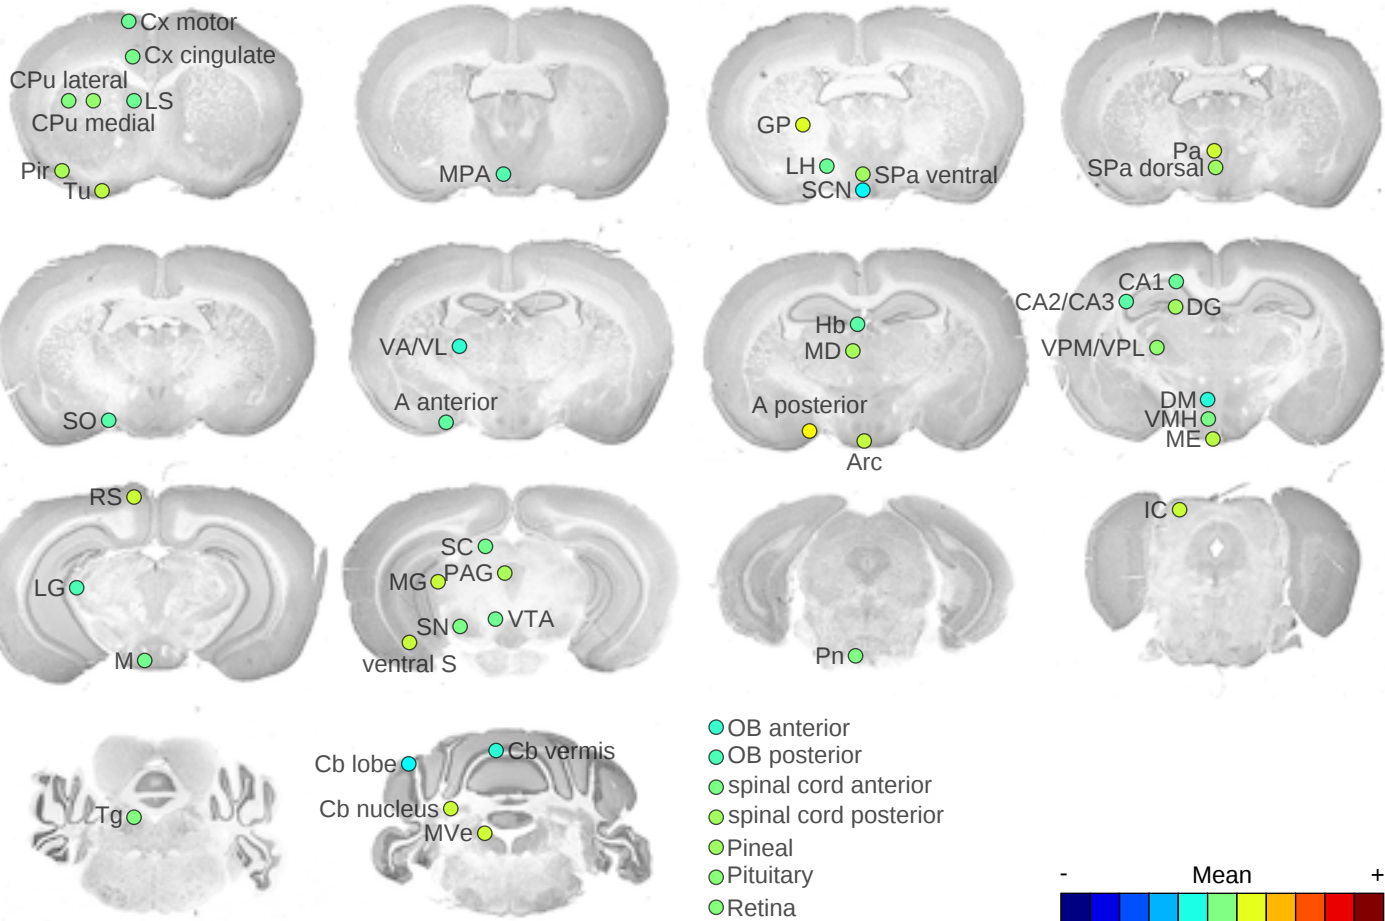 Cx motor
Cx cingulate
CPu lateral
LS
CPu medial
Pir
Tu
MPA
GP
LH
SPa ventral
SCN
Pa
SPa dorsal
SO
VA/VL
A anterior
Hb
MD
A posterior
Arc
CA1
CA2/CA3
DG
VPM/VPL
DM
VMH
ME
RS
LG
M
SC
MG
PAG
SN
VTA
ventral S
Pn
IC
Tg
Cb lobe
Cb vermis
Cb nucleus
MVe
OB anterior
OB posterior
spinal cord anterior
spinal cord posterior
Pineal
Pituitary
Retina
- Mean +